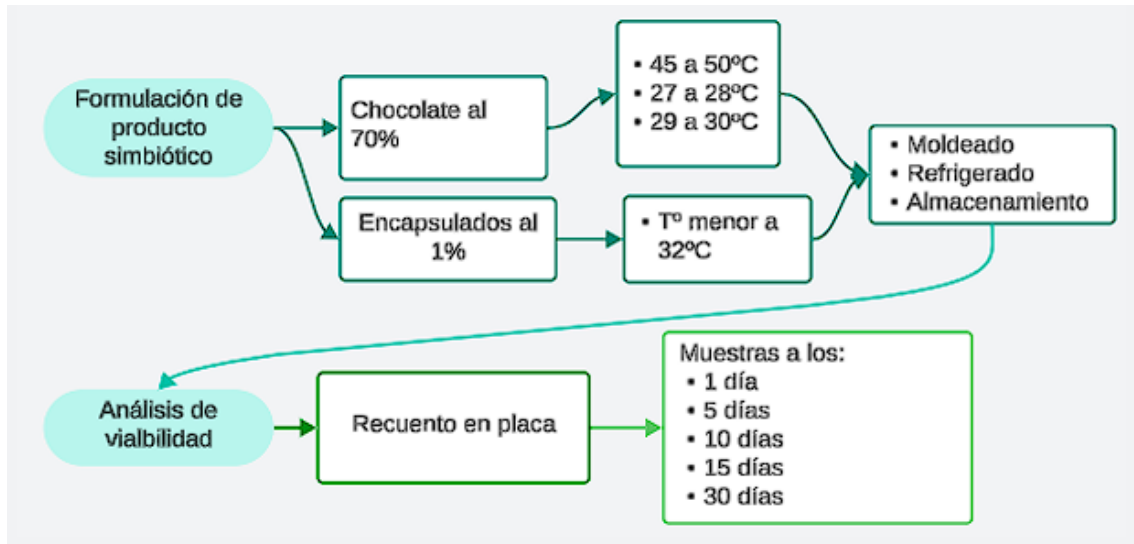 Formulación de
producto
simbiótico
Chocolate al
70%
▪ 45 a 50ºC
▪ 27 a 28ºC
▪ 29 a 30ºC
Encapsulados al
1%
▪ Tº menor a
32ºC
▪ Moldeado
▪ Refrigerado
▪ Almacenamiento
Análisis de
vialbilidad
Recuento en placa
Muestras a los:
▪ 1 día
▪ 5 días
▪ 10 días
▪ 15 días
▪ 30 días